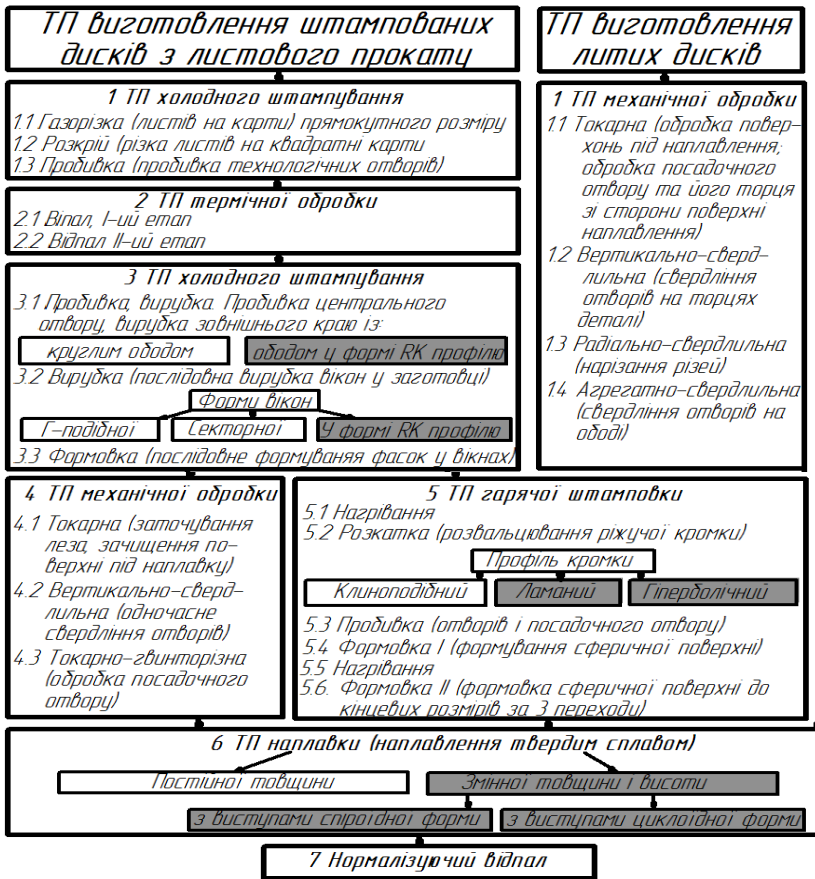 ТП виготовлення штампованих
дисків з листового прокату
ТП виготовлення
литих дисків
1 ТП холодного штампування
1.1 Газорізка (листів на карти) прямокутного розміру
1.2 Розкрій (різка листів на квадратні карти
1.3 Пробивка (пробивка технологічних отворів)
2 ТП термічної обробки
2.1 Віпал, I-ий етап
2.2 Відпал II-ий етап
3 ТП холодного штампування
3.1 Пробивка, вирубка. Пробивка центрального
отвору, вирубка зовнішнього краю із:
круглим ободом
ободом у формі RK профілю
3.2 Вирубка (послідовна вирубка вікон у заготовці)
Форми вікон
Г-подібної
Секторної
У формі RK профілю
3.3 Формовка (послідовне формуваняя фасок у вікнах)
1 ТП механічної обробки
1.1 Токарна (обробка повер-
хонь під наплавлення;
обробка посадочного
отвору та його торця
зі сторони поверхні
наплавлення)
1.2 Вертикально-сверд-
лильна (свердління
отворів на торцях
деталі)
1.3 Радіально-свердлильна
(нарізання різей)
1.4 Агрегатно-свердлильна
(свердління отворів на
ободі)
4 ТП механічної обробки
4.1 Токарна (заточування
леза, зачищення по-
верхні під наплавку)
4.2 Вертикально-сверд-
лильна (одночасне
свердління отворів)
4.3 Токарно-гвинторізна
(обробка посадочного
отвору)
5 ТП гарячої штамповки
5.1 Нагрівання
5.2 Розкатка (розвальцювання ріжучої кромки)
Профіль кромки
Клиноподібний
Ламаний
Гіперболічний
5.3 Пробивка (отворів і посадочного отвору)
5.4 Формовка I (формування сферичної поверхні)
5.5 Нагрівання
5.6. Формовка II (формовка сферичної поверхні до
кінцевих розмірів за 3 переходи)
6 ТП наплавки (наплавлення твердим сплавом)
Постійної товщини
Змінної товщини і висоти
з виступами спіроїдної форми
з виступами циклоїдної форми
7 Нормалізуючий відпал